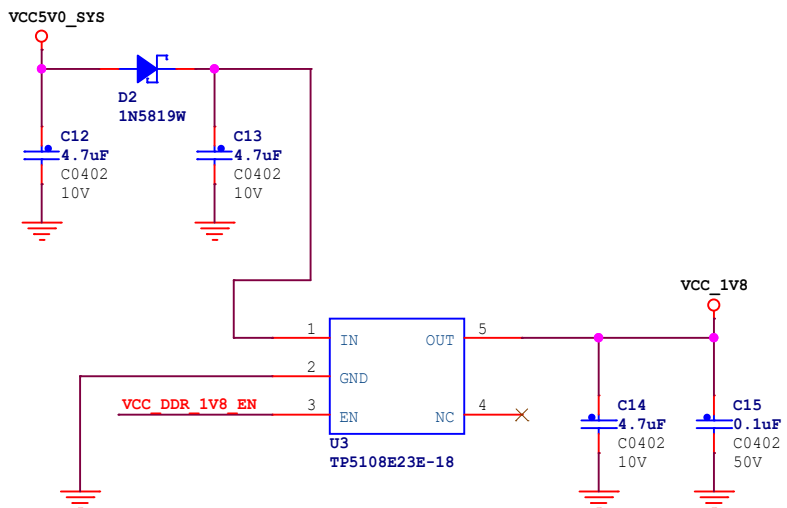 VCC5V0_SYS
D2
1N5819W
C12
4.7uF
C0402
10V
C13
4.7uF
C0402
10V
VCC_1V8
1
IN
OUT
5
2
GND
VCC_DDR_1V8_EN
3
EN
NC
4
U3
TP5108E23E-18
C14
4.7uF
C0402
10V
C15
0.1uF
C0402
50V